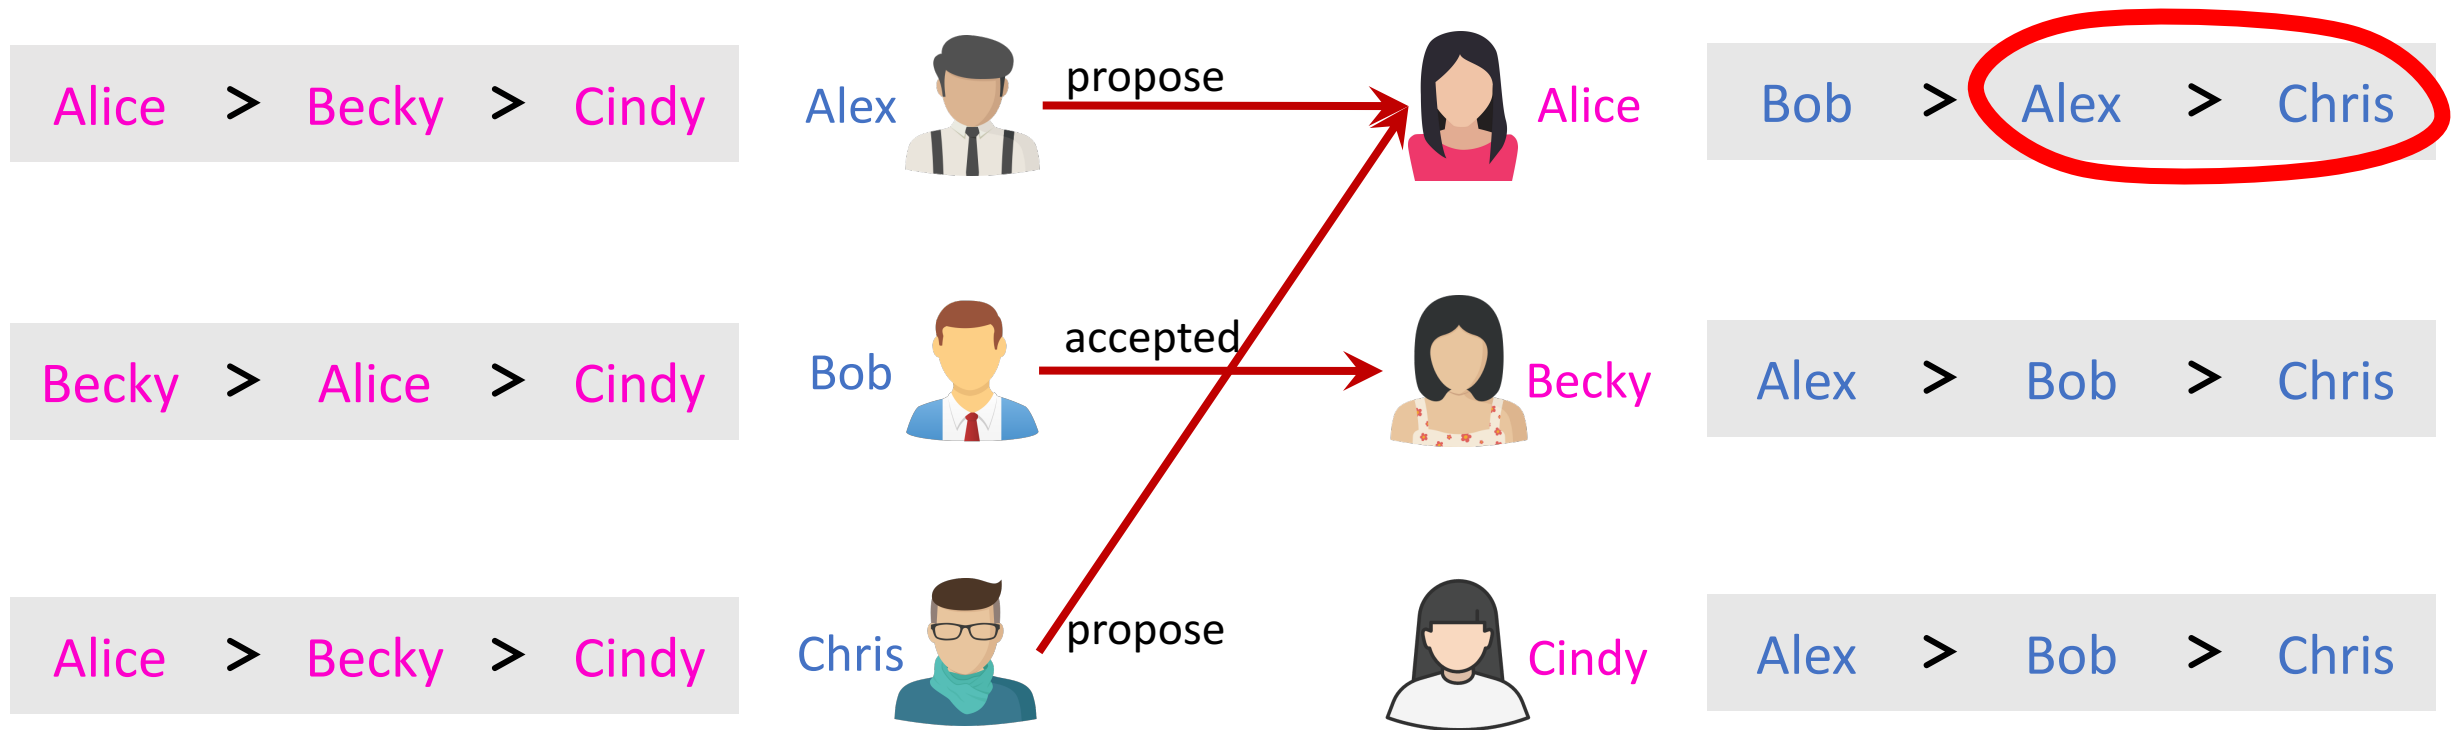 Alice > Becky > Cindy
Alex
propose
Alice
Bob > Alex > Chris
Becky > Alice > Cindy
Bob
accepted
Becky
Alex > Bob > Chris
Alice > Becky > Cindy
Chris
propose
Cindy
Alex > Bob > Chris